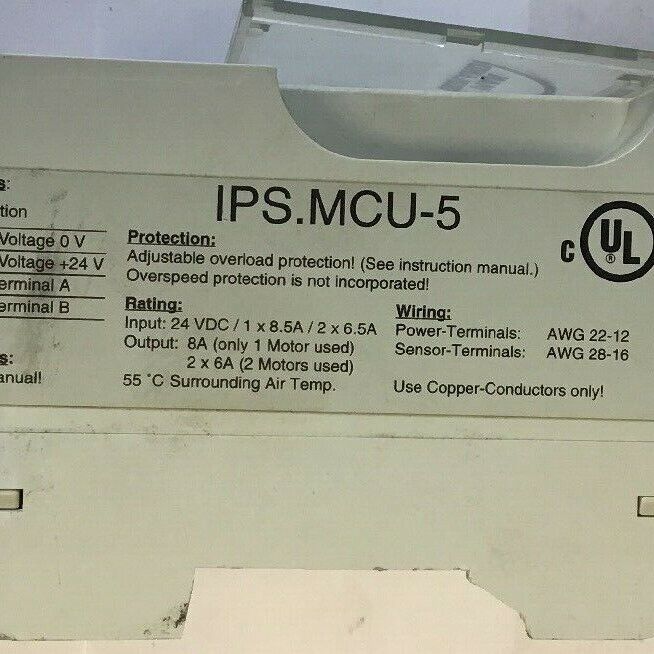 IPS.MCU-5
s:
tion
Voltage 0 V
Voltage +24 V
erminal A
erminal B
s:
anual!
Protection:
Adjustable overload protection! (See instruction manual.)
Overspeed protection is not incorporated!
Rating:
Input: 24 VDC / 1 x 8.5A / 2 x 6.5A
Output: 8A (only 1 Motor used)
2 x 6A (2 Motors used)
55 °C Surrounding Air Temp.
Wiring:
Power-Terminals: AWG 22-12
Sensor-Terminals: AWG 28-16
Use Copper-Conductors only!
c UL ®